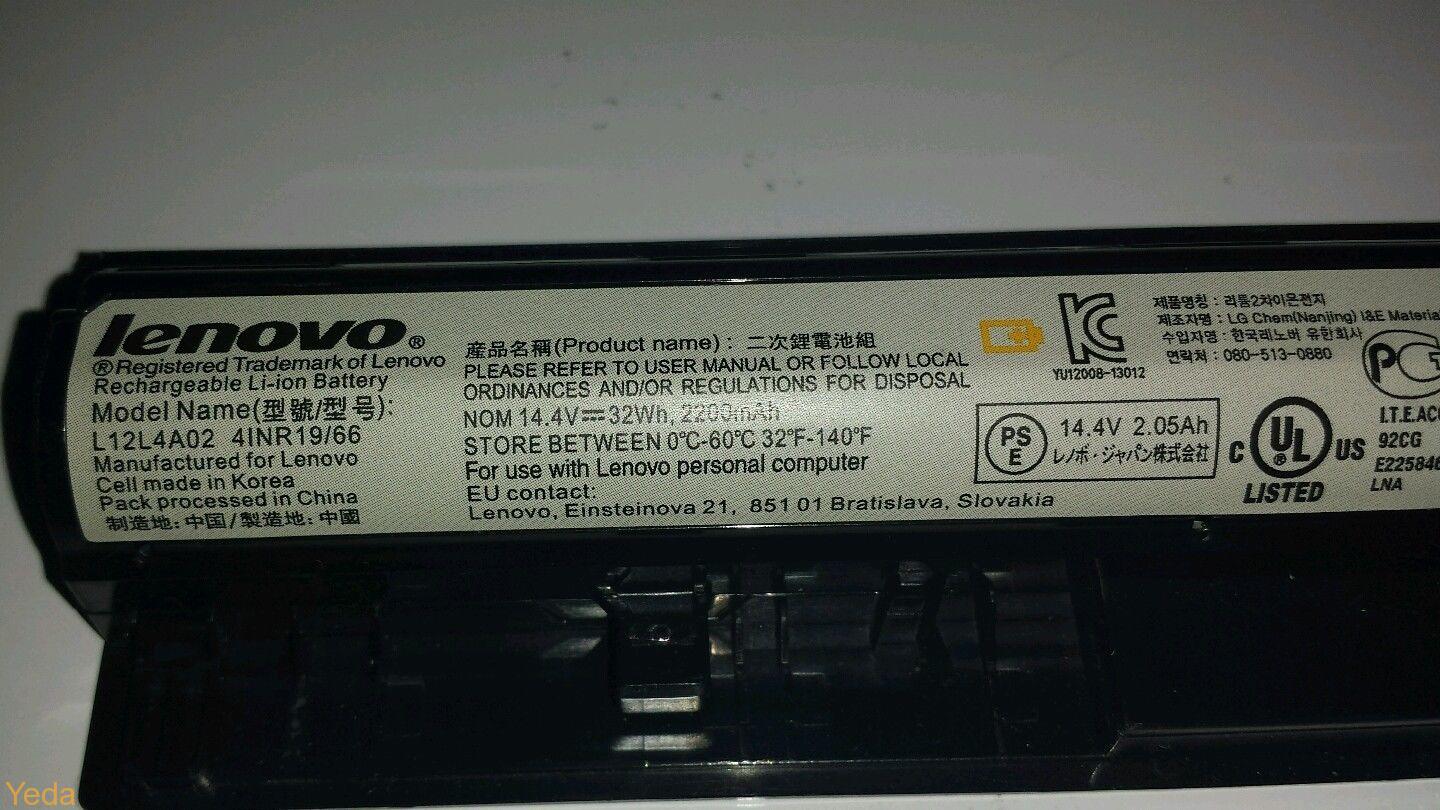 lenovo®
®Registered Trademark of Lenovo
Rechargeable Li-ion Battery
Model Name(型號/型号):
L12L4A02 4INR19/66
Manufactured for Lenovo
Cell made in Korea
Pack processed in China
制造地: 中国/製造地: 中國
産品名稱(Product name): 二次鋰電池組
PLEASE REFER TO USER MANUAL OR FOLLOW LOCAL
ORDINANCES AND/OR REGULATIONS FOR DISPOSAL
NOM 14.4V⎓32Wh, 2200mAh
STORE BETWEEN 0℃-60℃ 32℉-140℉
For use with Lenovo personal computer
EU contact:
Lenovo, Einsteinova 21, 851 01 Bratislava, Slovakia
YU12008-13012
제품명칭 : 리튬2차이온전지
제조자명 : LG Chem(Nanjing) I&E Material
수입자명 : 한국레노버 유한회사
연락처 : 080-513-0880
PS
E
14.4V 2.05Ah
レノボ・ジャパン株式会社
C UL® US
LISTED
I.T.E.ACC
92CG
E225846
LNA
Yeda